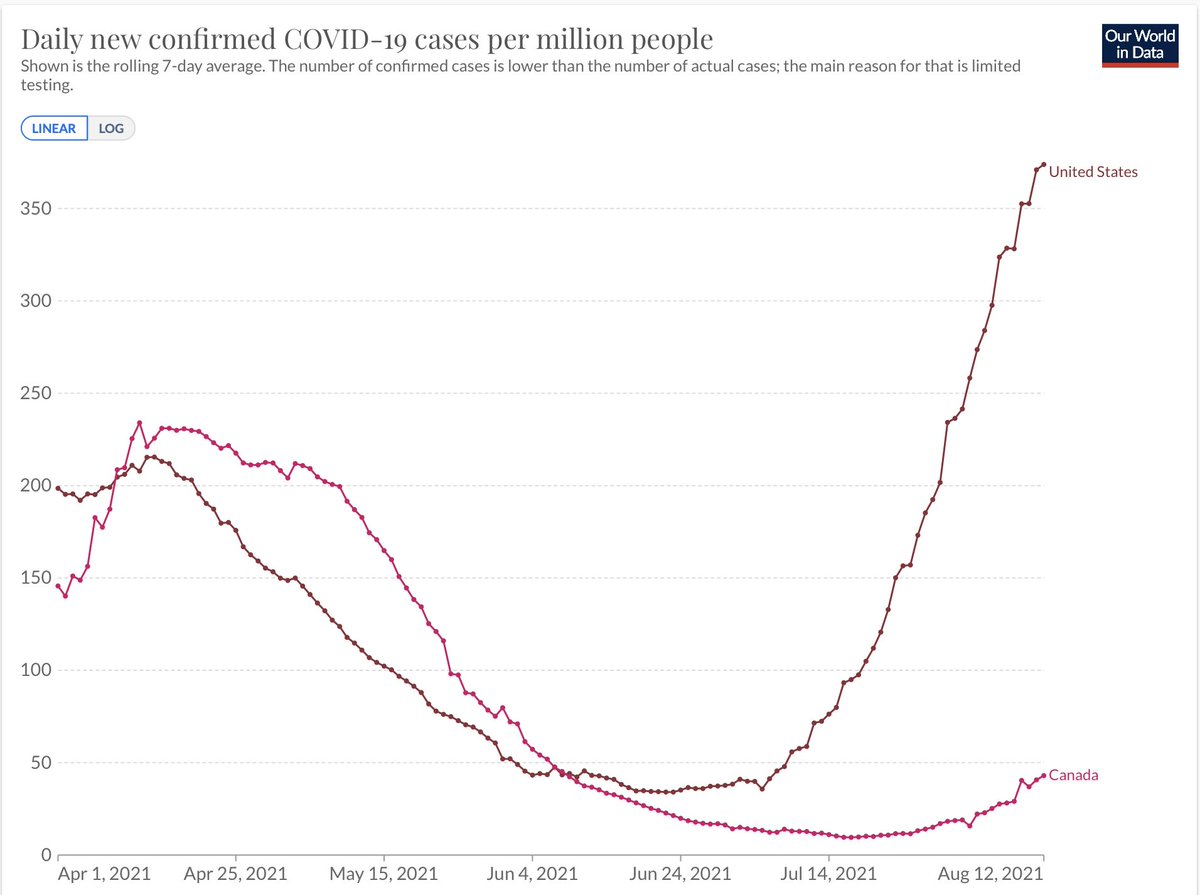 Daily new confirmed COVID-19 cases per million people
Our World
in Data
Shown is the rolling 7-day average. The number of confirmed cases is lower than the number of actual cases; the main reason for that is limited
testing.
LINEAR LOG
United States
350
300
250
200
150
100
50
Canada
0
Apr 1, 2021 Apr 25, 2021 May 15, 2021 Jun 4, 2021 Jun 24, 2021 Jul 14, 2021 Aug 12, 2021